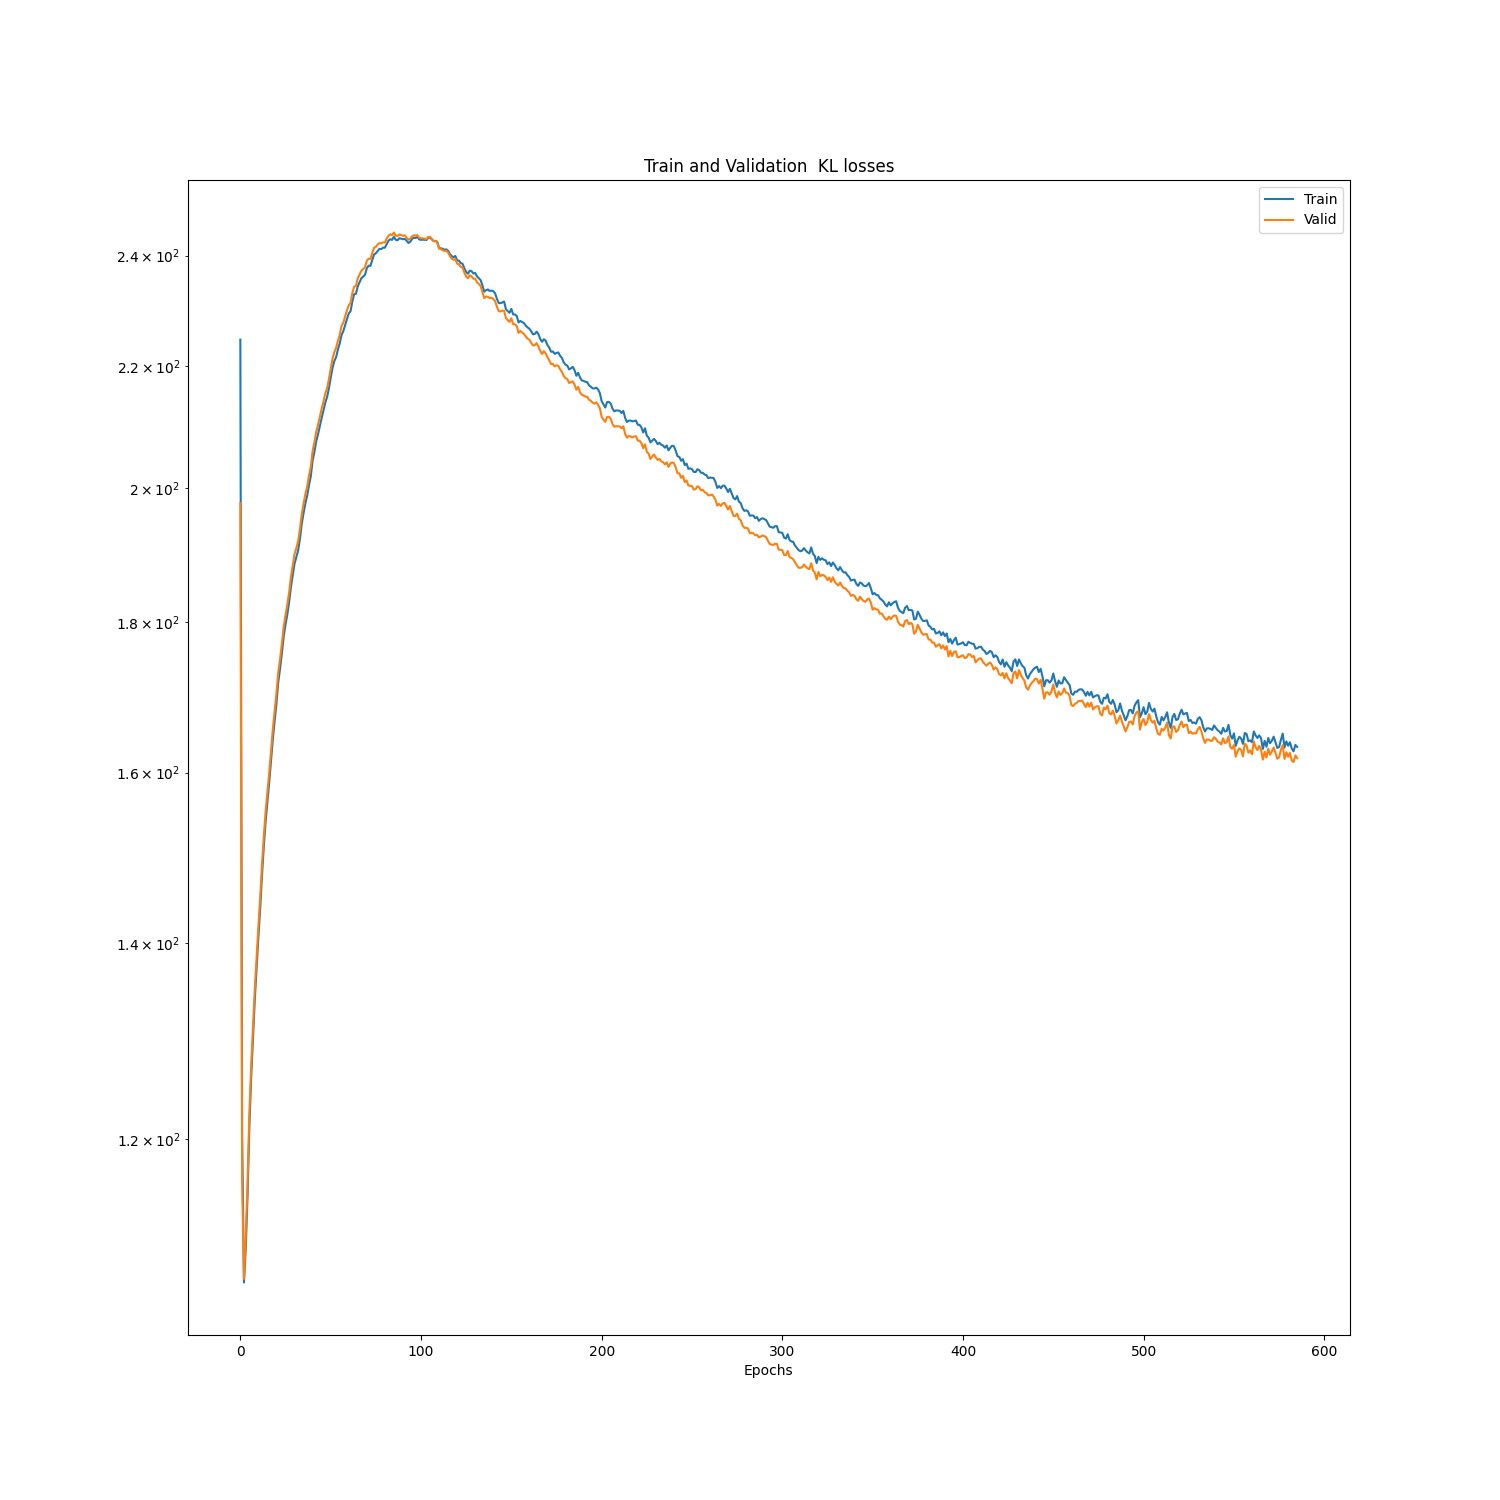 Train and Validation  KL losses
Train
Valid
2.4 × 10²
2.2 × 10²
2 × 10²
1.8 × 10²
1.6 × 10²
1.4 × 10²
1.2 × 10²
0 100 200 300 400 500 600
Epochs